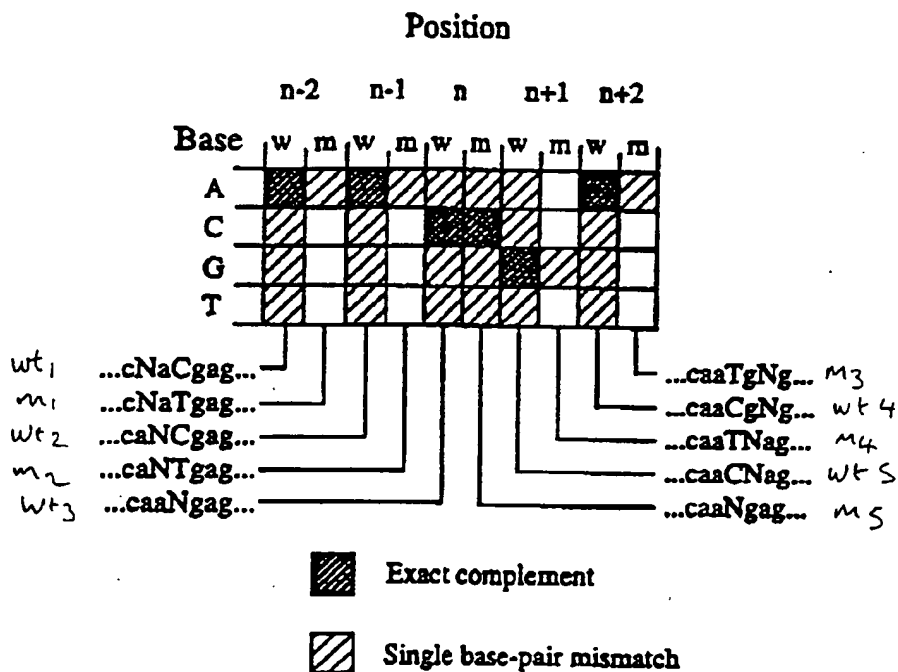 Position
n-2 n-1 n n+1 n+2
Base w m w m w m w m w m
A
C
G
T
wt1 ...cNaCgag...
m1 ...cNaTgag...
wt2 ...caNCgag...
m2 ...caNTgag...
wt3 ...caaNgag...
...caaTgNg... m3
...caaCgNg... wt4
...caaTNag... m4
...caaCNag... wt5
...caaNgag... m5
Exact complement
Single base-pair mismatch